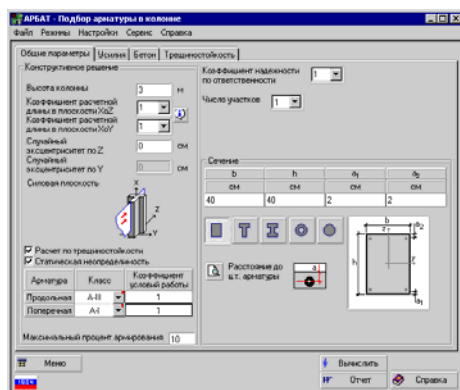 АРБАТ - Подбор арматуры в колонне
Файл Режимы Настройки Сервис Справка
Общие параметры Усилия Бетон Трещиностойкость
Конструктивное решение
Высота колонны 3 м
Коэффициент расчетной
длины в плоскости XoZ 1
Коэффициент расчетной
длины в плоскости XoY 1
Случайный
эксцентриситет по Z 0 см
Случайный
эксцентриситет по Y 0 см
Силовая плоскость
X
Z
Y
Расчет по трещиностойкости
Статическая неопределимость
Арматура Класс Коэффициент
условий работы
Продольная A-III 1
Поперечная A-I 1
Максимальный процент армирования 10
Коэффициент надежности
по ответственности 1
Число участков 1
Сечение
b h a₁ a₂
см см см см
40 40 2 2
Расстояние до
ц.т. арматуры
a
b
a₂
h
a₁
Меню
Вычислить
Отчет
Справка